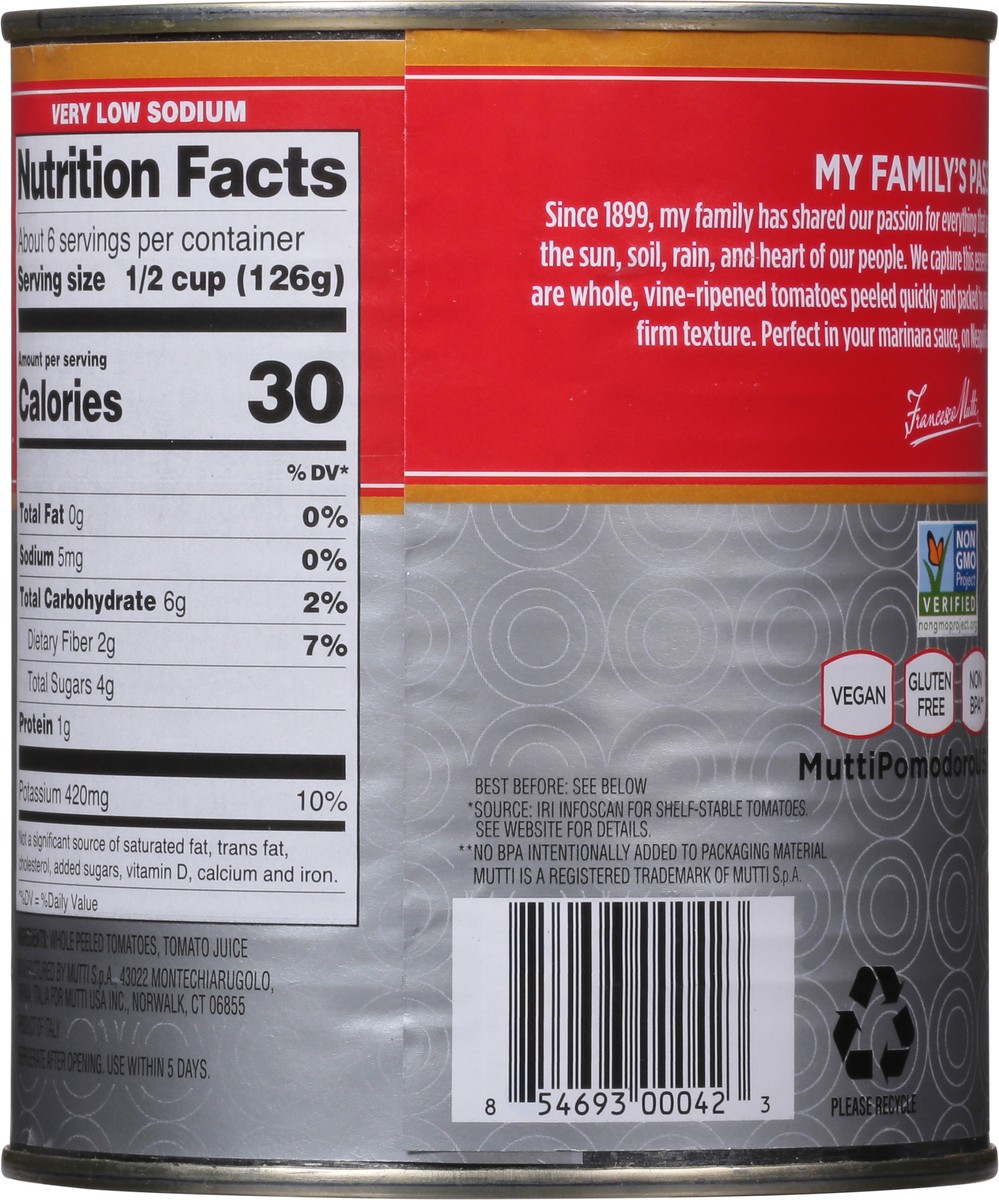 VERY LOW SODIUM
Nutrition Facts
About 6 servings per container
Serving size 1/2 cup (126g)
Amount per serving
Calories 30
% DV*
Total Fat 0g 0%
Sodium 5mg 0%
Total Carbohydrate 6g 2%
Dietary Fiber 2g 7%
Total Sugars 4g
Protein 1g
Potassium 420mg 10%
Not a significant source of saturated fat, trans fat,
cholesterol, added sugars, vitamin D, calcium and iron.
*%DV = %Daily Value
INGREDIENTS: WHOLE PEELED TOMATOES, TOMATO JUICE
BY MUTTI S.p.A., 43022 MONTECHIARUGOLO,
FOR MUTTI USA INC., NORWALK, CT 06855
OF ITALY
AFTER OPENING. USE WITHIN 5 DAYS.
MY FAMILY'S
Since 1899, my family has shared our passion for everything
the sun, soil, rain, and heart of our people. We capture this
are whole, vine-ripened tomatoes peeled quickly and packed
firm texture. Perfect in your marinara sauce, on
Francesco Mutti
NON
GMO
Project
VERIFIED
nongmoproject.org
VEGAN
GLUTEN
FREE
NON
BPA**
MuttiPomodoroUS
BEST BEFORE: SEE BELOW
*SOURCE: IRI INFOSCAN FOR SHELF-STABLE TOMATOES.
SEE WEBSITE FOR DETAILS.
**NO BPA INTENTIONALLY ADDED TO PACKAGING MATERIAL
MUTTI IS A REGISTERED TRADEMARK OF MUTTI S.p.A.
8 54693 00042 3
PLEASE RECYCLE